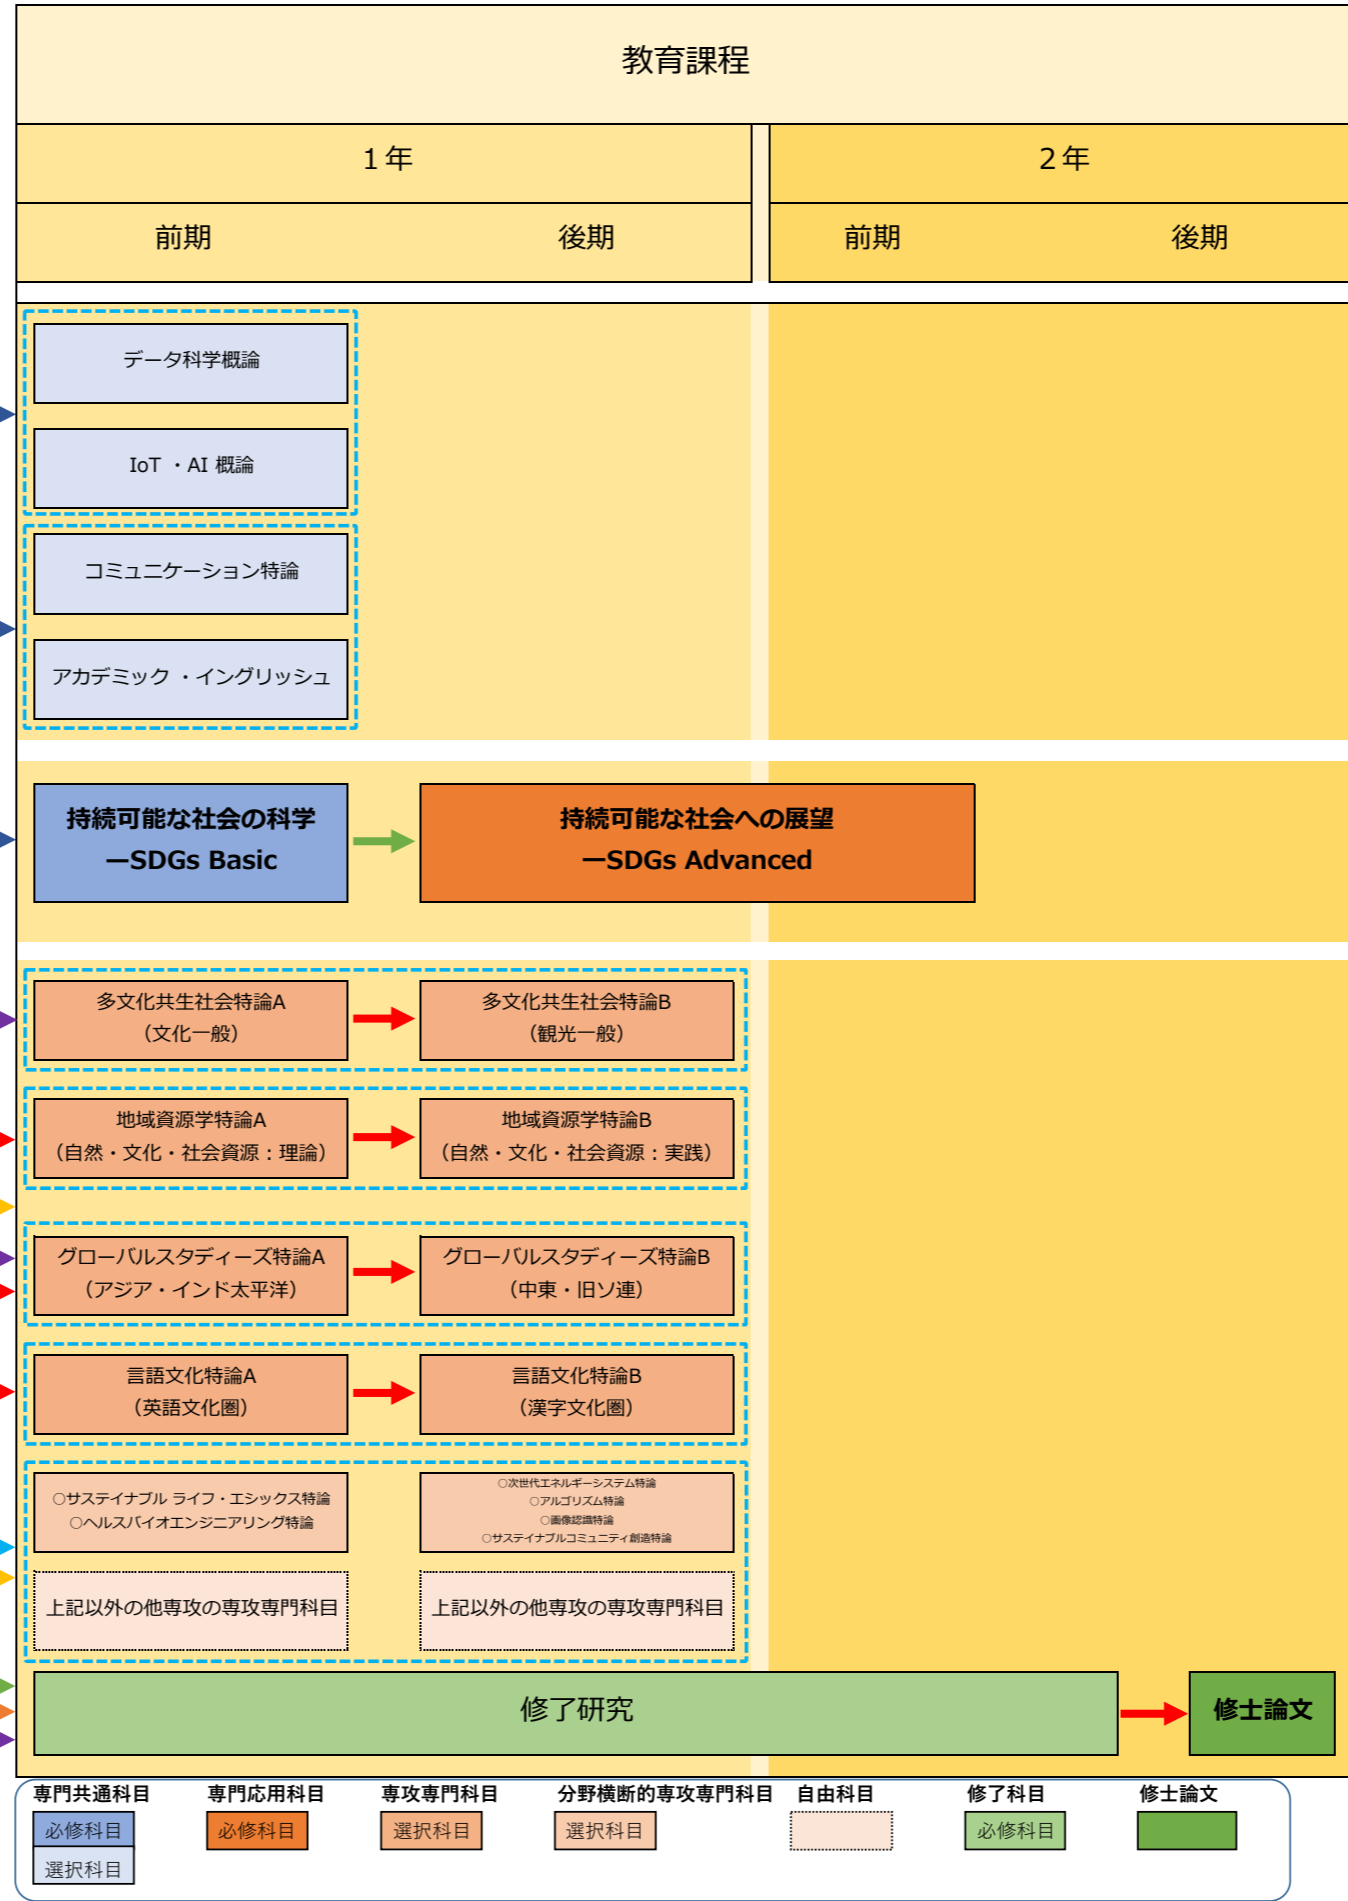 教育課程
１年
２年
前期
後期
前期
後期
データ科学概論
IoT ・AI 概論
コミュニケーション特論
アカデミック ・イングリッシュ
持続可能な社会の科学
―SDGs Basic
持続可能な社会への展望
―SDGs Advanced
多文化共生社会特論A
（文化一般）
多文化共生社会特論B
（観光一般）
地域資源学特論A
（自然・文化・社会資源：理論）
地域資源学特論B
（自然・文化・社会資源：実践）
グローバルスタディーズ特論A
（アジア・インド太平洋）
グローバルスタディーズ特論B
（中東・旧ソ連）
言語文化特論A
（英語文化圏）
言語文化特論B
（漢字文化圏）
○サステイナブル ライフ・エシックス特論
○ヘルスバイオエンジニアリング特論
○次世代エネルギーシステム特論
○アルゴリズム特論
○画像認識特論
○サステイナブルコミュニティ創造特論
上記以外の他専攻の専攻専門科目
上記以外の他専攻の専攻専門科目
修了研究
修士論文
専門共通科目
専門応用科目
専攻専門科目
分野横断的専攻専門科目
自由科目
修了科目
修士論文
必修科目
必修科目
選択科目
選択科目
必修科目
選択科目